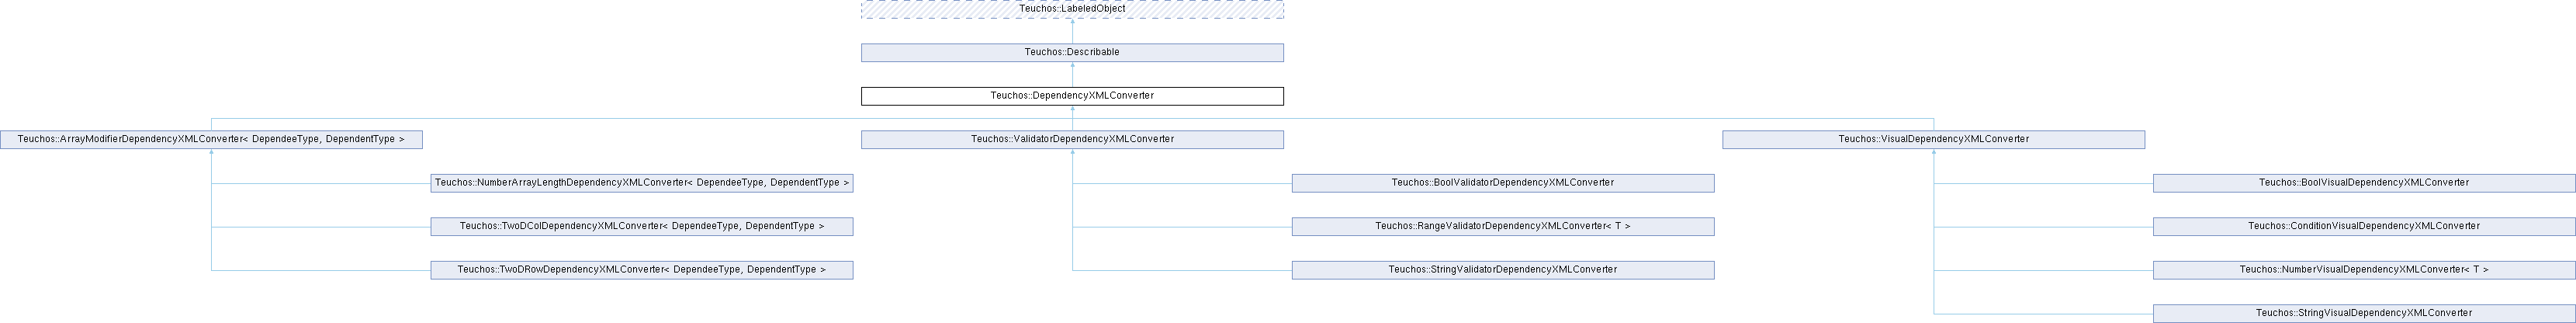 Teuchos::LabeledObject
Teuchos::Describable
Teuchos::DependencyXMLConverter
Teuchos::ArrayModifierDependencyXMLConverter< DependeeType, DependentType >
Teuchos::ValidatorDependencyXMLConverter
Teuchos::VisualDependencyXMLConverter
Teuchos::NumberArrayLengthDependencyXMLConverter< DependeeType, DependentType >
Teuchos::BoolValidatorDependencyXMLConverter
Teuchos::BoolVisualDependencyXMLConverter
Teuchos::TwoDColDependencyXMLConverter< DependeeType, DependentType >
Teuchos::RangeValidatorDependencyXMLConverter< T >
Teuchos::ConditionVisualDependencyXMLConverter
Teuchos::TwoDRowDependencyXMLConverter< DependeeType, DependentType >
Teuchos::StringValidatorDependencyXMLConverter
Teuchos::NumberVisualDependencyXMLConverter< T >
Teuchos::StringVisualDependencyXMLConverter